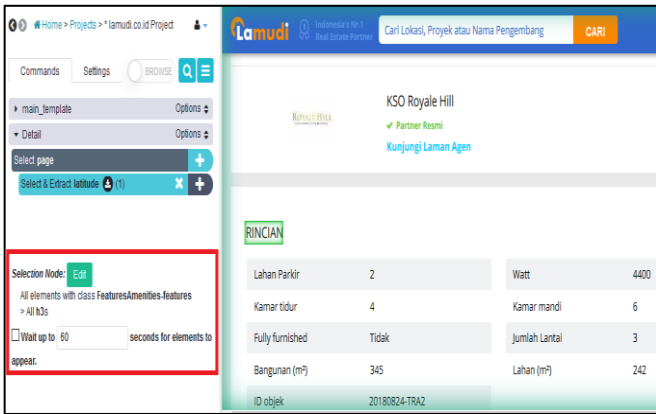 Home > Projects > * lamudi.co.id Project
Commands
Settings
BROWSE
main_template
Options
Detail
Options
Select page
Select & Extract latitude (1)
Selection Node: Edit
All elements with class FeaturesAmenities-features
> All h3s
Wait up to 60 seconds for elements to
appear.
Lamudi
Indonesia's Nr.1
Real Estate Partner
Cari Lokasi, Proyek atau Nama Pengembang
CARI
KSO Royale Hill
Partner Resmi
Kunjungi Laman Agen
RINCIAN
Lahan Parkir 2 Watt 4400
Kamar tidur 4 Kamar mandi 6
Fully furnished Tidak Jumlah Lantai 3
Bangunan (m²) 345 Lahan (m²) 242
ID objek 20180824-TRA2